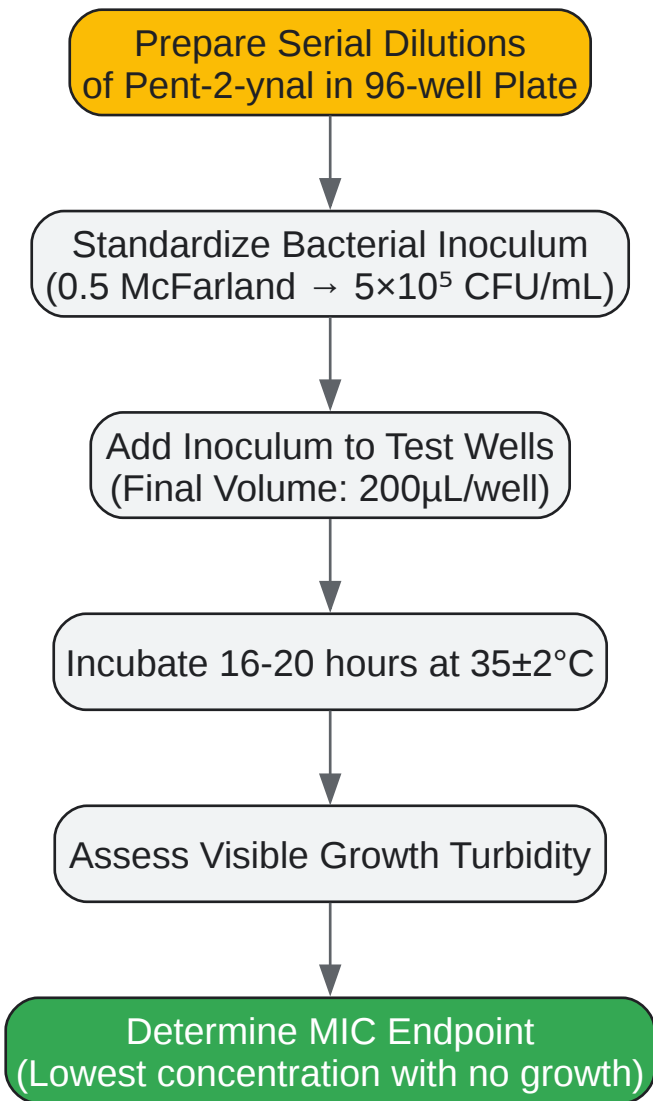 Prepare Serial Dilutions
of Pent-2-ynal in 96-well Plate
Standardize Bacterial Inoculum
(0.5 McFarland → 5×10⁵ CFU/mL)
Add Inoculum to Test Wells
(Final Volume: 200µL/well)
Incubate 16-20 hours at 35±2°C
Assess Visible Growth Turbidity
Determine MIC Endpoint
(Lowest concentration with no growth)